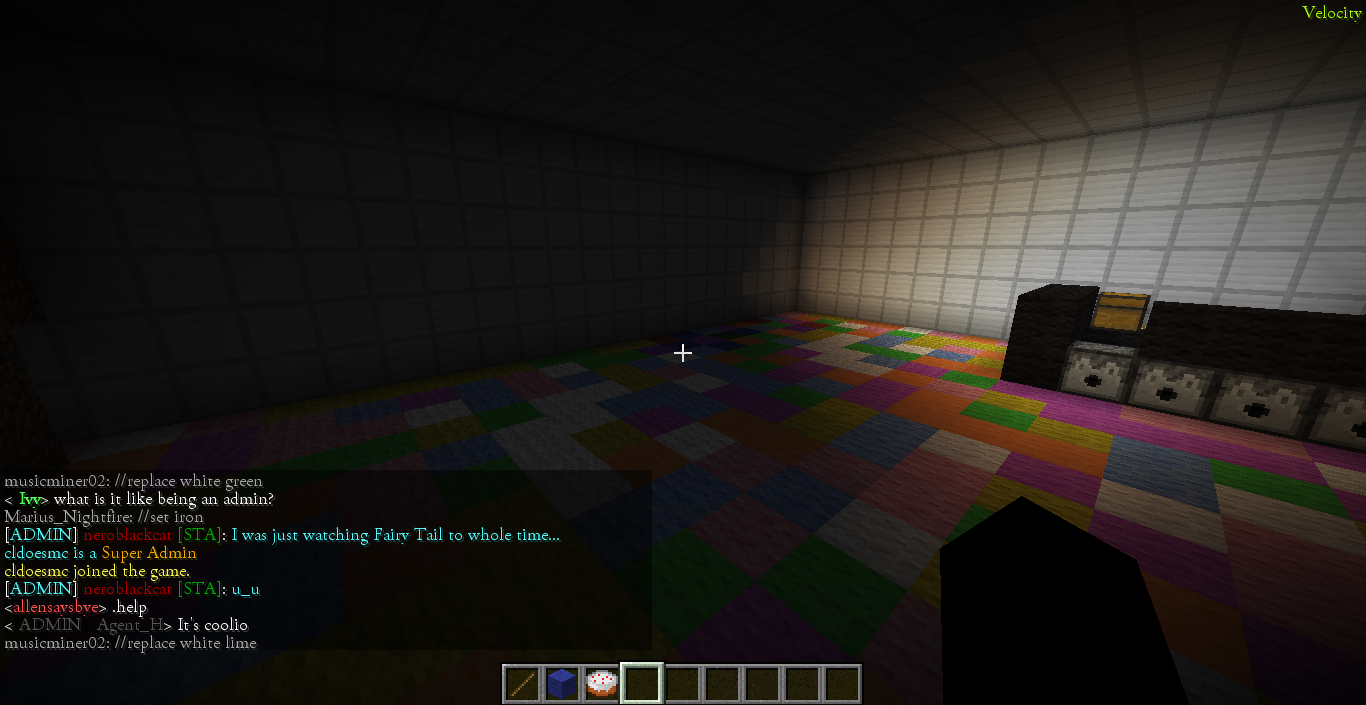 Velocity
musicminer02: //replace white green
< Ivy> what is it like being an admin?
Marius_Nightfire: //set iron
[ADMIN] neroblackcat [STA]: I was just watching Fairy Tail to whole time...
cldoesmc is a Super Admin
cldoesmc joined the game.
[ADMIN] neroblackcat [STA]: u_u
<allensaysbye> .help
< ADMIN Agent_H> It's coolio
musicminer02: //replace white lime